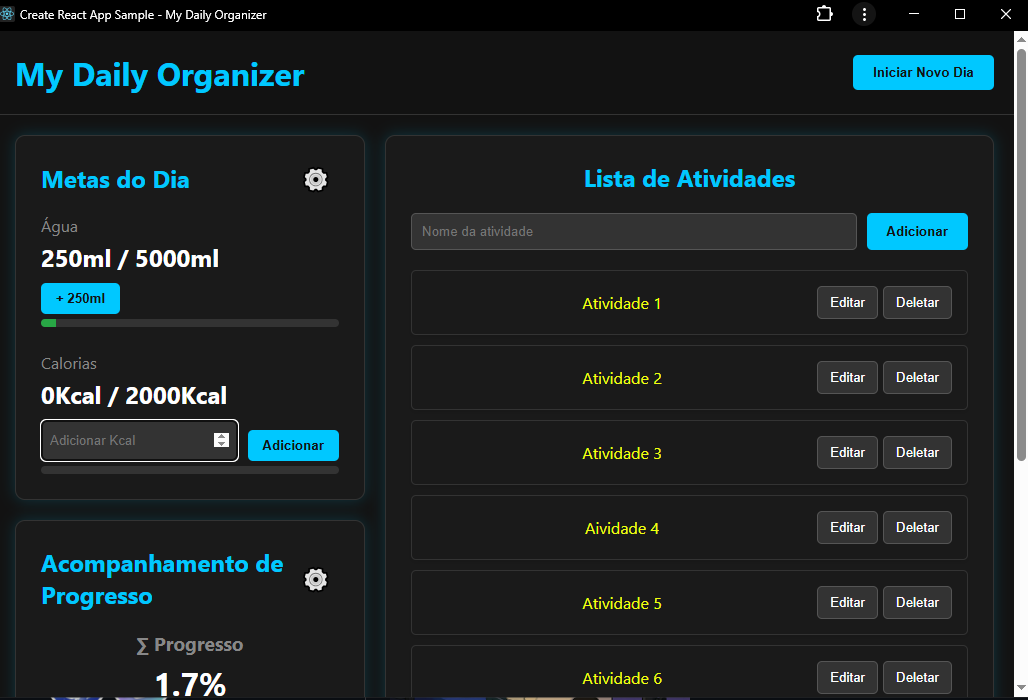 Create React App Sample - My Daily Organizer
My Daily Organizer
Iniciar Novo Dia
Metas do Dia
Água
250ml / 5000ml
+ 250ml
Calorias
0Kcal / 2000Kcal
Adicionar Kcal
Adicionar
Acompanhamento de
Progresso
∑ Progresso
1.7%
Lista de Atividades
Nome da atividade
Adicionar
Atividade 1
Editar
Deletar
Atividade 2
Editar
Deletar
Atividade 3
Editar
Deletar
Aividade 4
Editar
Deletar
Atividade 5
Editar
Deletar
Atividade 6
Editar
Deletar